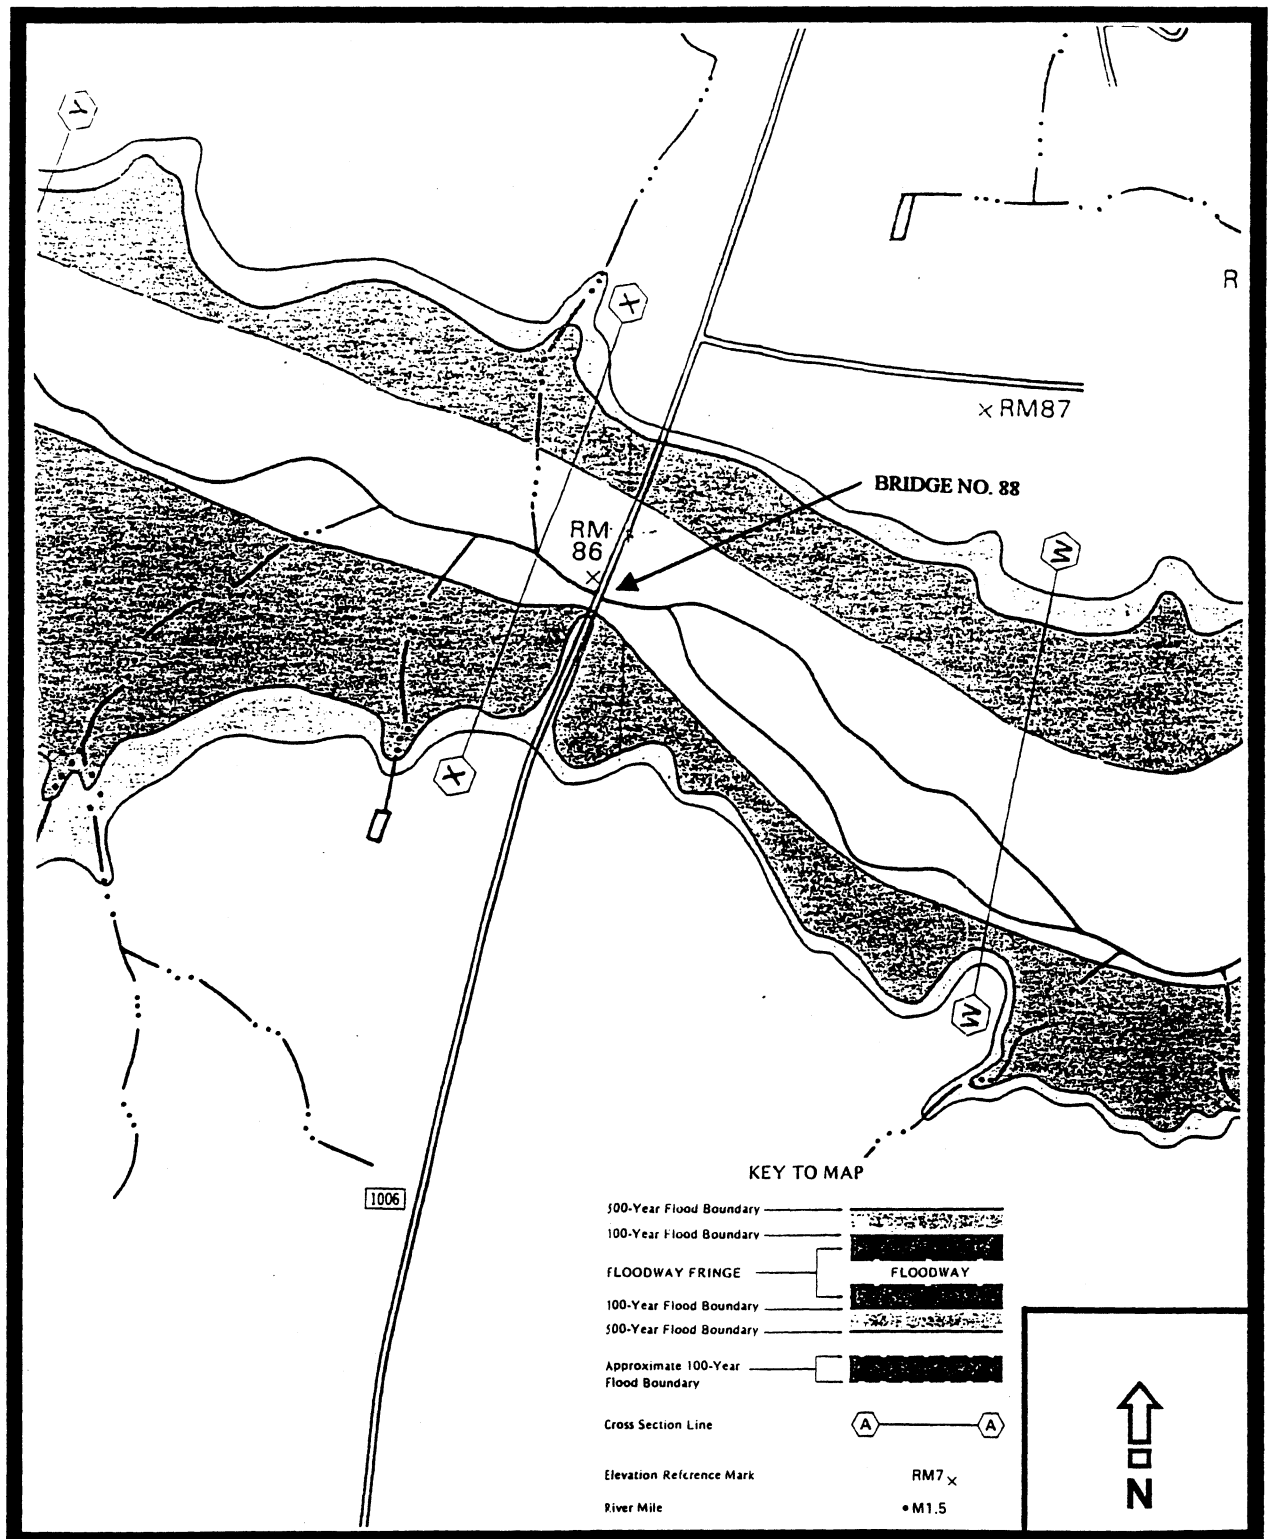 Y
X
R
RM87
BRIDGE NO. 88
RM
86
W
X
W
1006
KEY TO MAP
500-Year Flood Boundary
100-Year Flood Boundary
FLOODWAY FRINGE
FLOODWAY
100-Year Flood Boundary
500-Year Flood Boundary
Approximate 100-Year
Flood Boundary
Cross Section Line
A A
Elevation Reference Mark
RM7
River Mile
M1.5
N